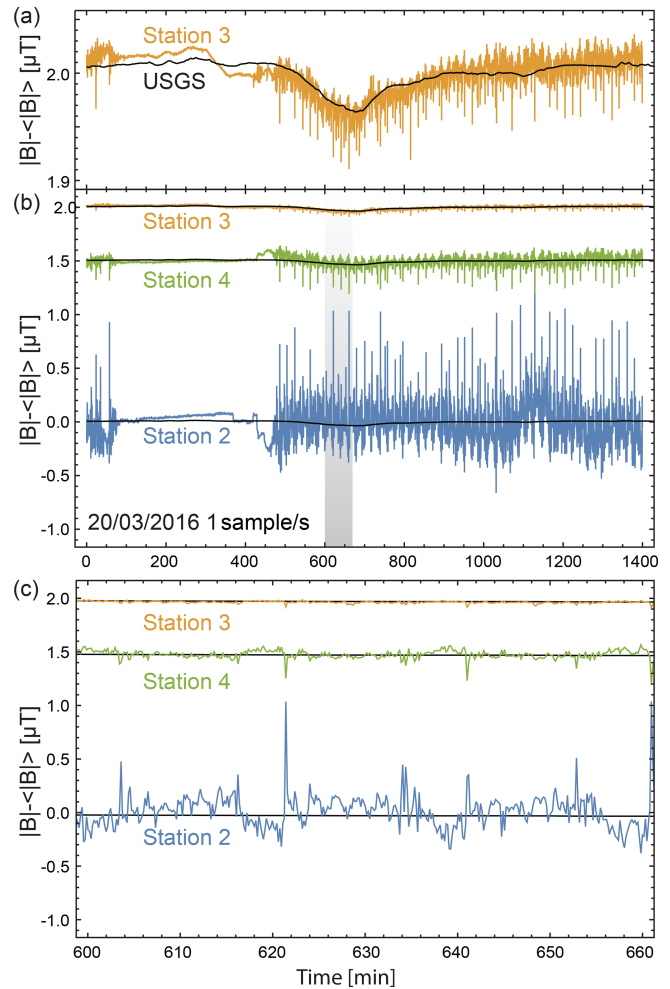 (a)
Station 3
USGS
|B|-<|B|> [μT]
2.0
1.9
(b)
2.0
Station 3
1.5
Station 4
1.0
0.5
0.0
Station 2
-0.5
-1.0
|B|-<|B|> [μT]
20/03/2016 1 sample/s
0 200 400 600 800 1000 1200 1400
(c)
2.0
Station 3
1.5
Station 4
1.0
0.5
0.0
Station 2
-0.5
-1.0
|B|-<|B|> [μT]
600 610 620 630 640 650 660
Time [min]